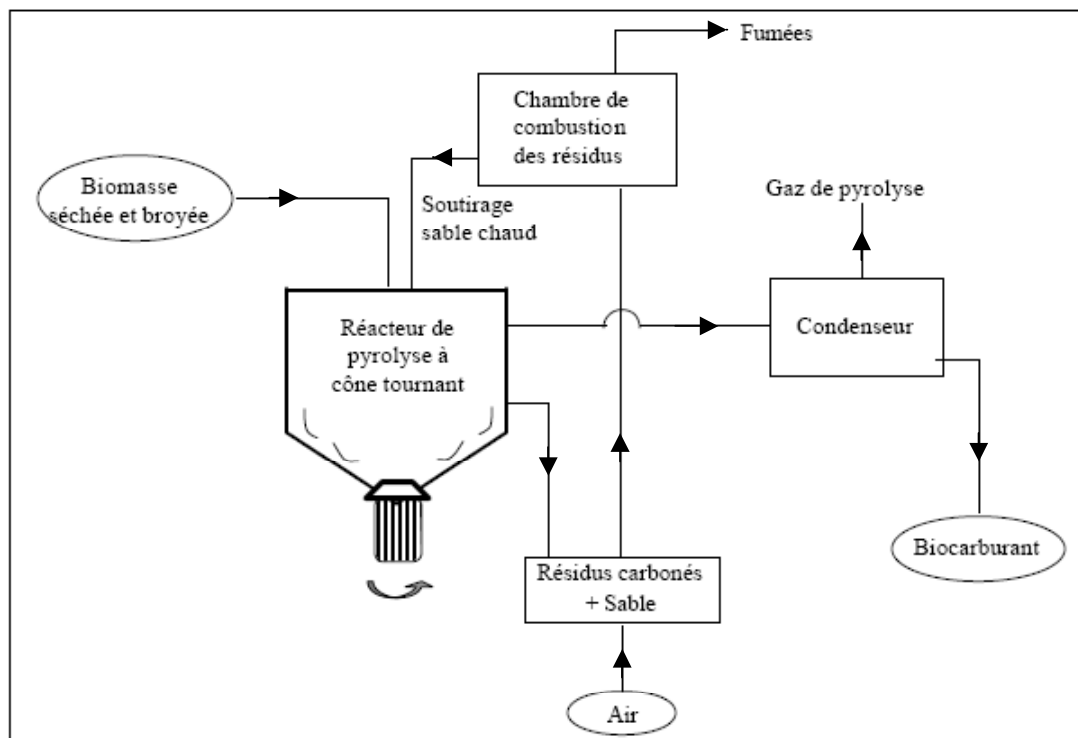 Fumées
Chambre de
combustion
des résidus
Biomasse
séchée et broyée
Soutirage
sable chaud
Gaz de pyrolyse
Réacteur de
pyrolyse à
cône tournant
Condenseur
Biocarburant
Résidus carbonés
+ Sable
Air